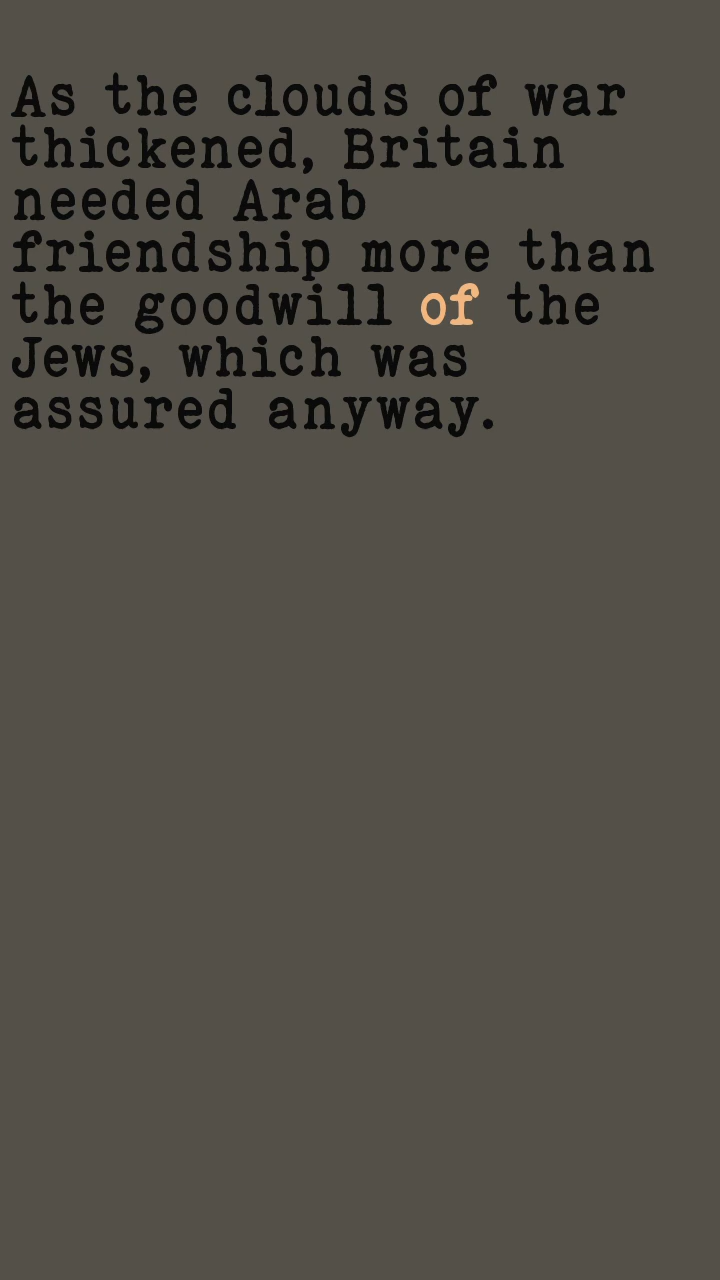 As the clouds of war
thickened, Britain
needed Arab
friendship more than
the goodwill of the
Jews, which was
assured anyway.